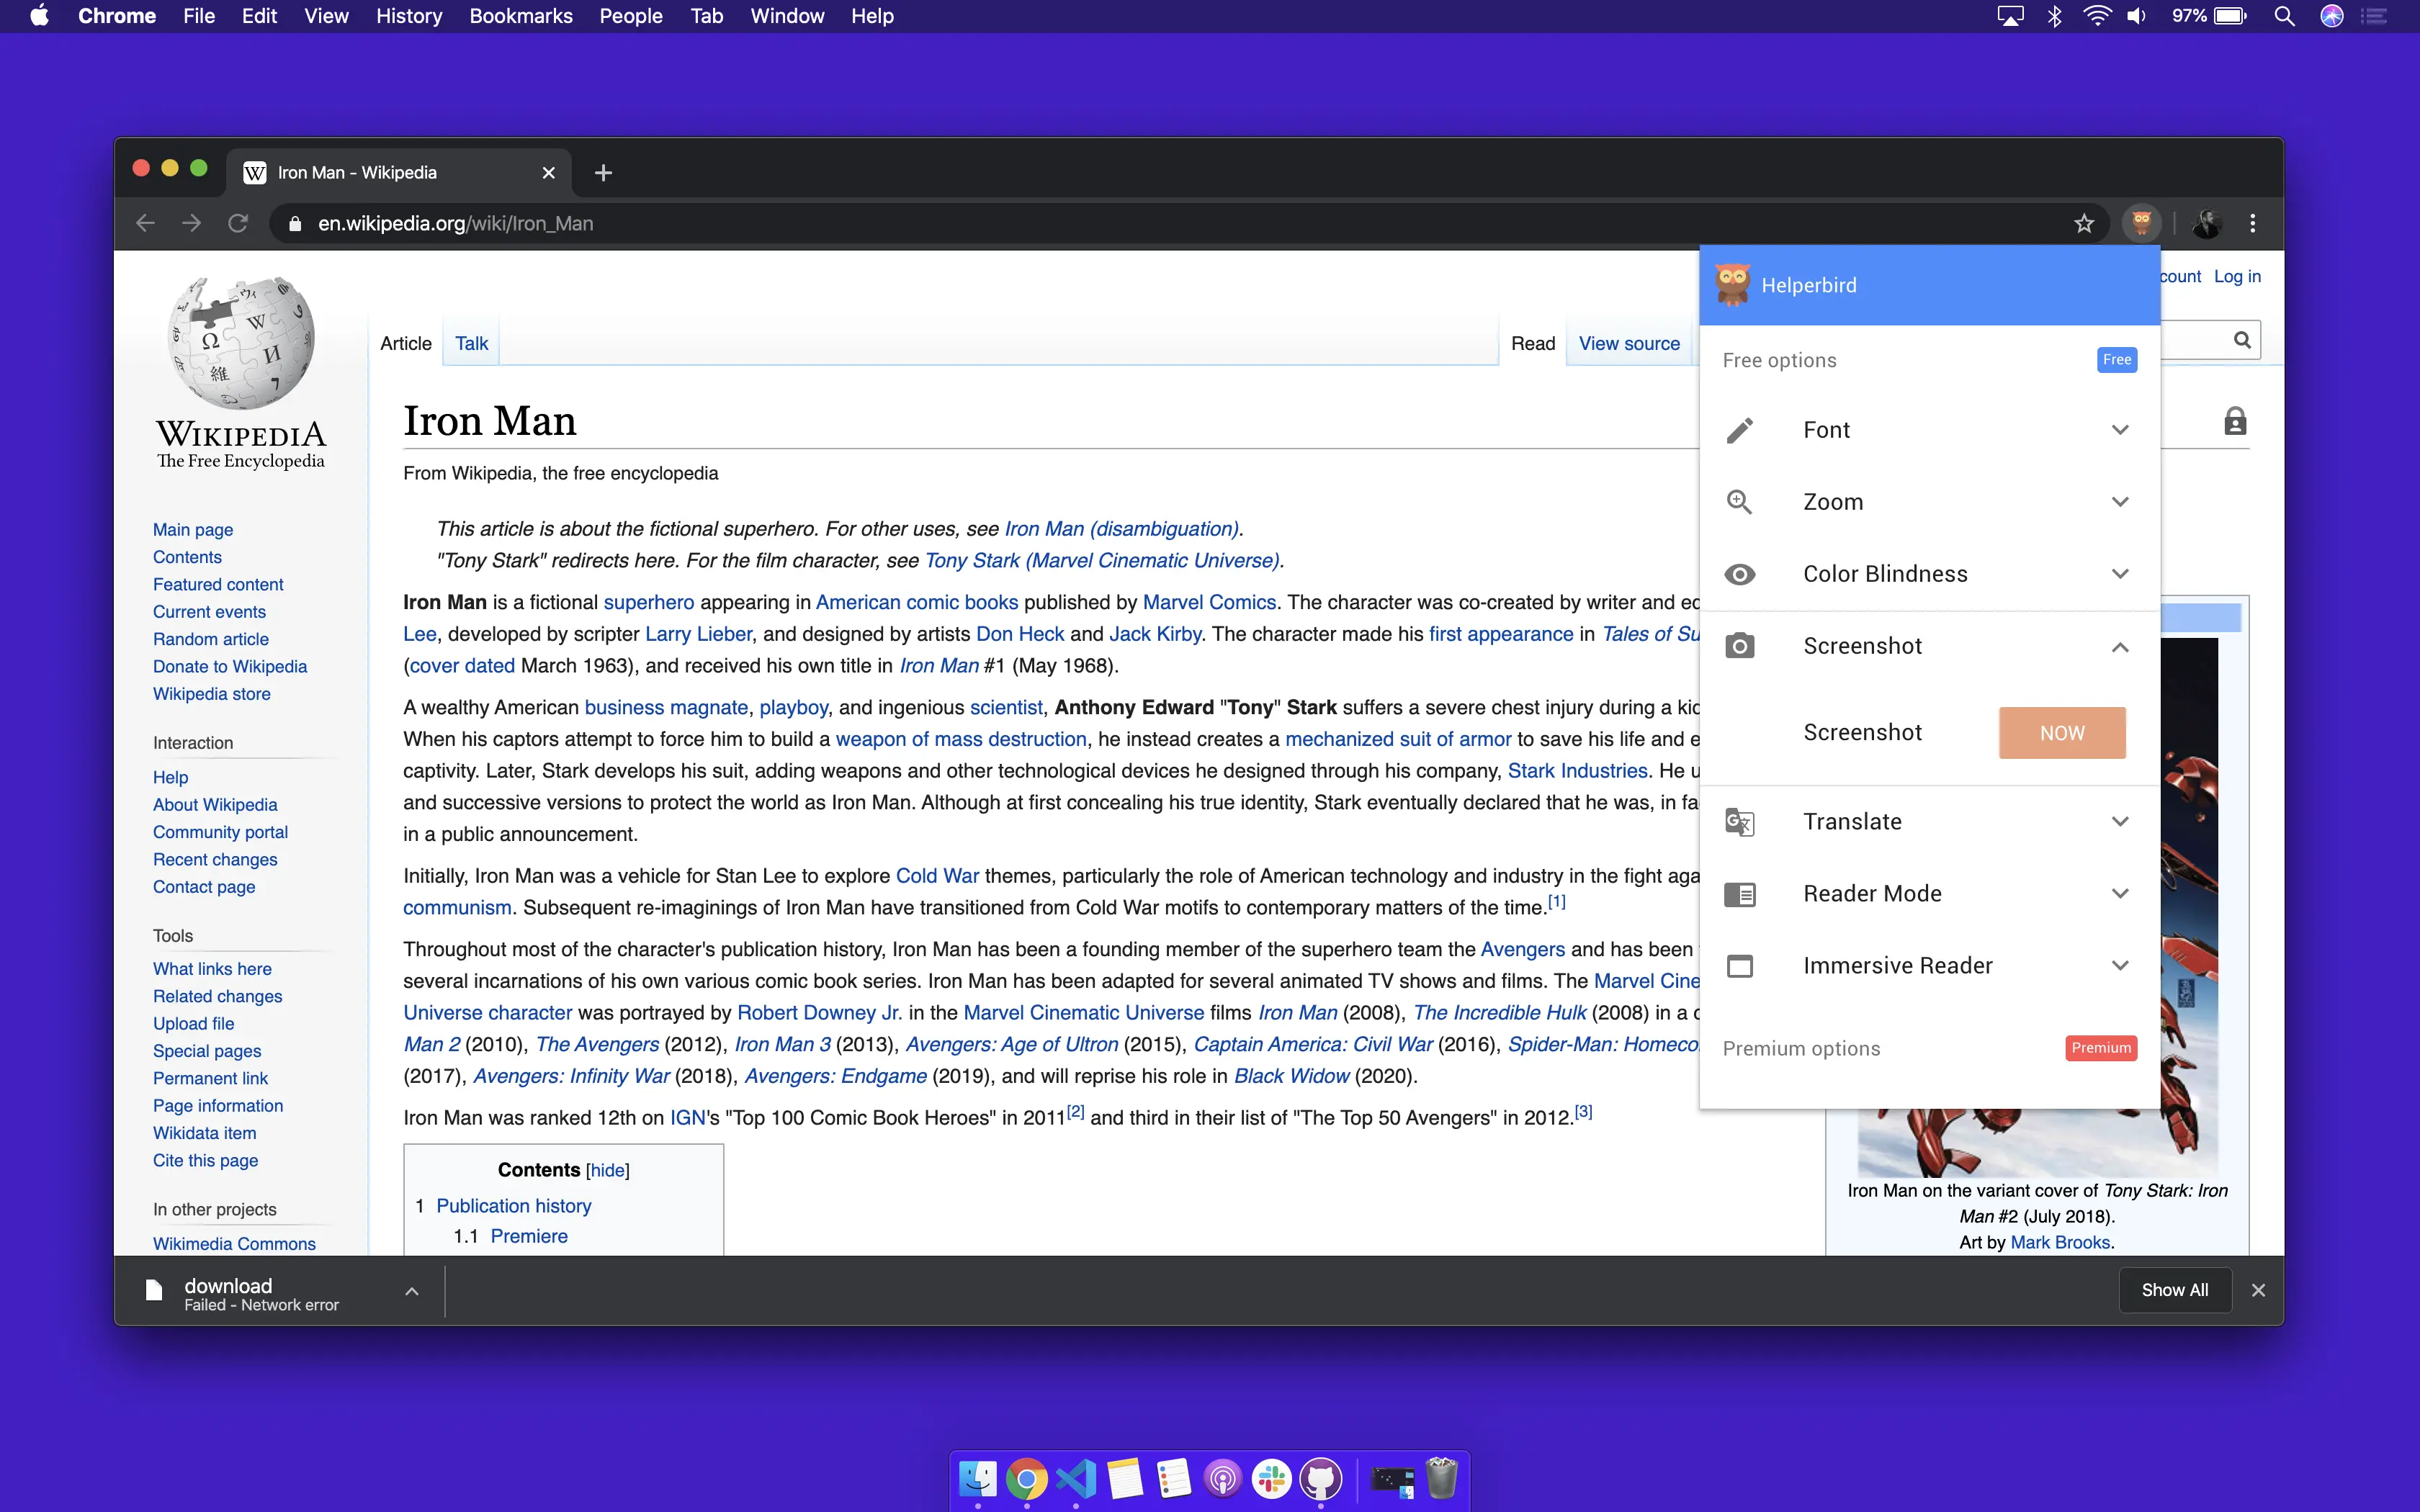 Chrome File Edit View History Bookmarks People Tab Window Help
97%
Iron Man - Wikipedia
en.wikipedia.org/wiki/Iron_Man
WIKIPEDIA
The Free Encyclopedia
Main page
Contents
Featured content
Current events
Random article
Donate to Wikipedia
Wikipedia store
Interaction
Help
About Wikipedia
Community portal
Recent changes
Contact page
Tools
What links here
Related changes
Upload file
Special pages
Permanent link
Page information
Wikidata item
Cite this page
In other projects
Wikimedia Commons
count Log in
Article Talk
Read View source
Iron Man
From Wikipedia, the free encyclopedia
This article is about the fictional superhero. For other uses, see Iron Man (disambiguation).
"Tony Stark" redirects here. For the film character, see Tony Stark (Marvel Cinematic Universe).
Iron Man is a fictional superhero appearing in American comic books published by Marvel Comics. The character was co-created by writer and ed
Lee, developed by scripter Larry Lieber, and designed by artists Don Heck and Jack Kirby. The character made his first appearance in Tales of Su
(cover dated March 1963), and received his own title in Iron Man #1 (May 1968).
A wealthy American business magnate, playboy, and ingenious scientist, Anthony Edward "Tony" Stark suffers a severe chest injury during a kid
When his captors attempt to force him to build a weapon of mass destruction, he instead creates a mechanized suit of armor to save his life and e
captivity. Later, Stark develops his suit, adding weapons and other technological devices he designed through his company, Stark Industries. He u
and successive versions to protect the world as Iron Man. Although at first concealing his true identity, Stark eventually declared that he was, in fa
in a public announcement.
Initially, Iron Man was a vehicle for Stan Lee to explore Cold War themes, particularly the role of American technology and industry in the fight aga
communism. Subsequent re-imaginings of Iron Man have transitioned from Cold War motifs to contemporary matters of the time.[1]
Throughout most of the character's publication history, Iron Man has been a founding member of the superhero team the Avengers and has been
several incarnations of his own various comic book series. Iron Man has been adapted for several animated TV shows and films. The Marvel Cine
Universe character was portrayed by Robert Downey Jr. in the Marvel Cinematic Universe films Iron Man (2008), The Incredible Hulk (2008) in a c
Man 2 (2010), The Avengers (2012), Iron Man 3 (2013), Avengers: Age of Ultron (2015), Captain America: Civil War (2016), Spider-Man: Homeco
(2017), Avengers: Infinity War (2018), Avengers: Endgame (2019), and will reprise his role in Black Widow (2020).
Iron Man was ranked 12th on IGN's "Top 100 Comic Book Heroes" in 2011[2] and third in their list of "The Top 50 Avengers" in 2012.[3]
Contents [hide]
1 Publication history
1.1 Premiere
Helperbird
Free options Free
Font
Zoom
Color Blindness
Screenshot
Screenshot NOW
Translate
Reader Mode
Immersive Reader
Premium options Premium
Iron Man on the variant cover of Tony Stark: Iron
Man #2 (July 2018).
Art by Mark Brooks.
download
Failed - Network error
Show All